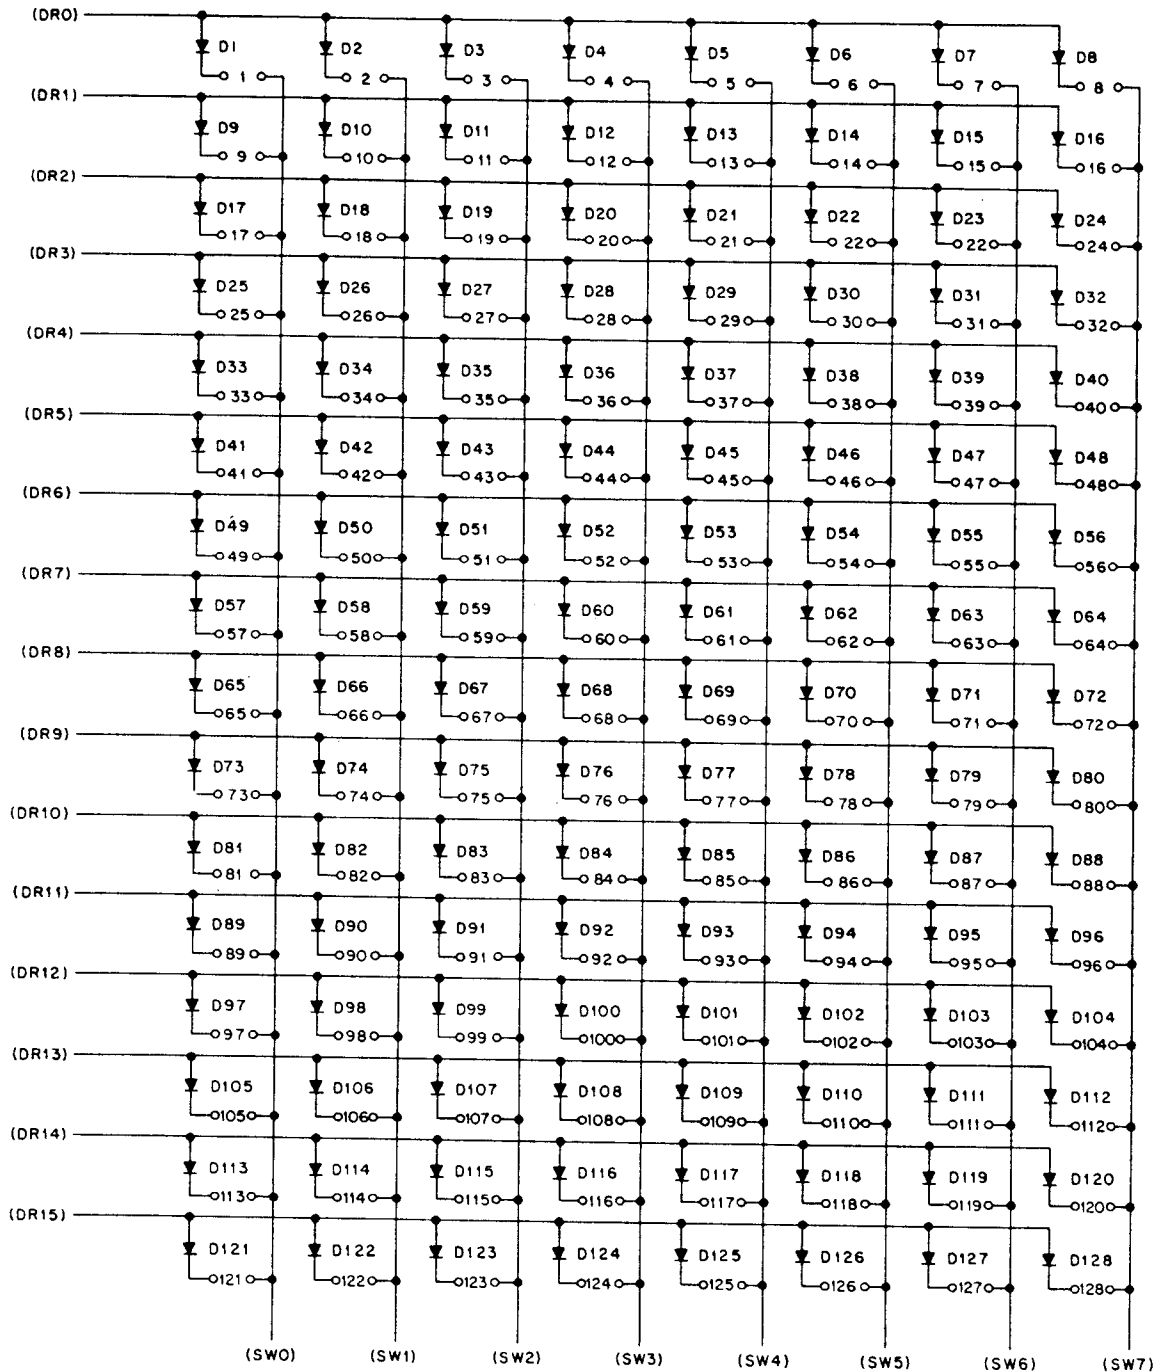 (DR0)
D1 D2 D3 D4 D5 D6 D7 D8
1 2 3 4 5 6 7 8
(DR1)
D9 D10 D11 D12 D13 D14 D15 D16
9 10 11 12 13 14 15 16
(DR2)
D17 D18 D19 D20 D21 D22 D23 D24
17 18 19 20 21 22 22 24
(DR3)
D25 D26 D27 D28 D29 D30 D31 D32
25 26 27 28 29 30 31 32
(DR4)
D33 D34 D35 D36 D37 D38 D39 D40
33 34 35 36 37 38 39 40
(DR5)
D41 D42 D43 D44 D45 D46 D47 D48
41 42 43 44 45 46 47 48
(DR6)
D49 D50 D51 D52 D53 D54 D55 D56
49 50 51 52 53 54 55 56
(DR7)
D57 D58 D59 D60 D61 D62 D63 D64
57 58 59 60 61 62 63 64
(DR8)
D65 D66 D67 D68 D69 D70 D71 D72
65 66 67 68 69 70 71 72
(DR9)
D73 D74 D75 D76 D77 D78 D79 D80
73 74 75 76 77 78 79 80
(DR10)
D81 D82 D83 D84 D85 D86 D87 D88
81 82 83 84 85 86 87 88
(DR11)
D89 D90 D91 D92 D93 D94 D95 D96
89 90 91 92 93 94 95 96
(DR12)
D97 D98 D99 D100 D101 D102 D103 D104
97 98 99 100 101 102 103 104
(DR13)
D105 D106 D107 D108 D109 D110 D111 D112
105 106 107 108 109 110 111 112
(DR14)
D113 D114 D115 D116 D117 D118 D119 D120
113 114 115 116 117 118 119 120
(DR15)
D121 D122 D123 D124 D125 D126 D127 D128
121 122 123 124 125 126 127 128
(SW0) (SW1) (SW2) (SW3) (SW4) (SW5) (SW6) (SW7)